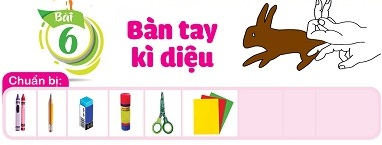 Bài
6
Bàn tay
kì diệu
Chuẩn bị: